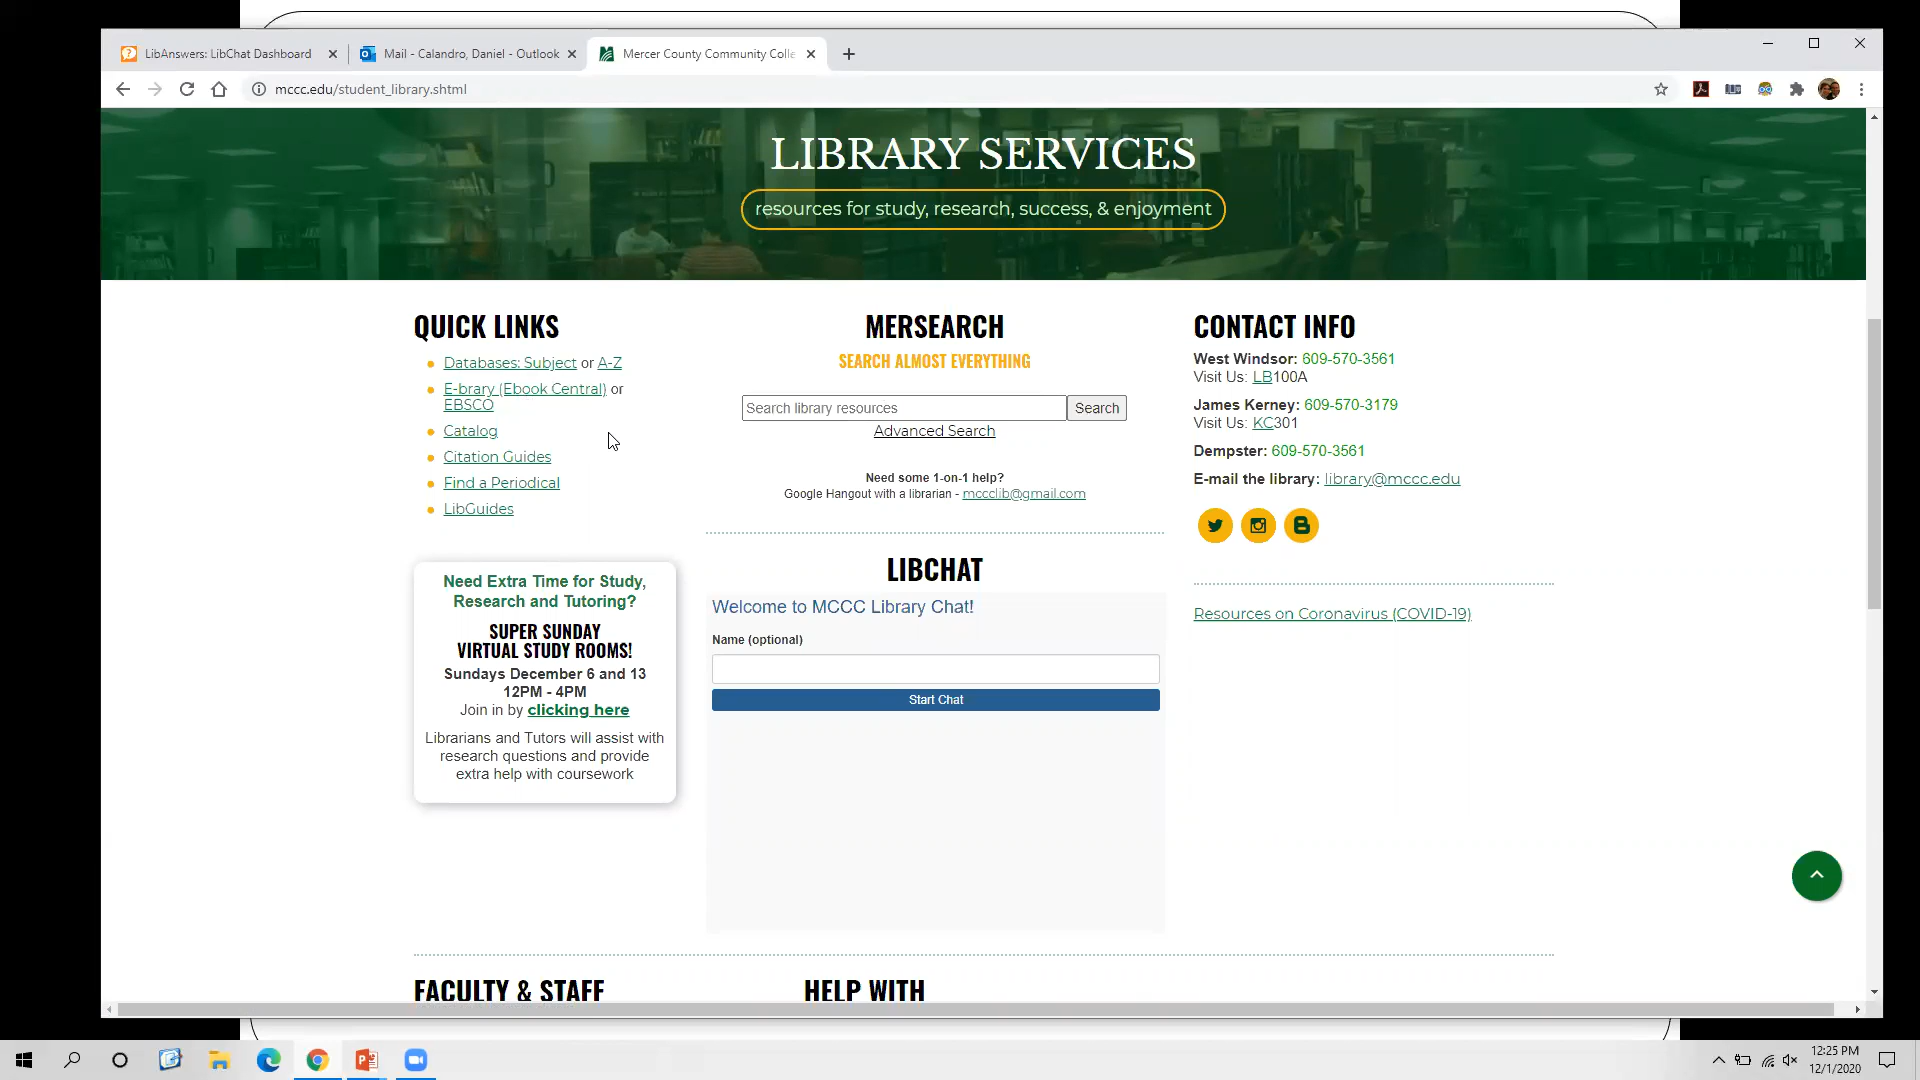 LibAnswers: LibChat Dashboard
Mail - Calandro, Daniel - Outlook
Mercer County Community Colle
mccc.edu/student_library.shtml
LIBRARY SERVICES
resources for study, research, success, & enjoyment
QUICK LINKS
Databases: Subject or A-Z
E-brary (Ebook Central) or
EBSCO
Catalog
Citation Guides
Find a Periodical
LibGuides
Need Extra Time for Study,
Research and Tutoring?
SUPER SUNDAY
VIRTUAL STUDY ROOMS!
Sundays December 6 and 13
12PM - 4PM
Join in by clicking here
Librarians and Tutors will assist with
research questions and provide
extra help with coursework
MERSEARCH
SEARCH ALMOST EVERYTHING
Search library resources
Search
Advanced Search
Need some 1-on-1 help?
Google Hangout with a librarian - mccclib@gmail.com
LIBCHAT
Welcome to MCCC Library Chat!
Name (optional)
Start Chat
CONTACT INFO
West Windsor: 609-570-3561
Visit Us: LB100A
James Kerney: 609-570-3179
Visit Us: KC301
Dempster: 609-570-3561
E-mail the library: library@mccc.edu
Resources on Coronavirus (COVID-19)
FACULTY & STAFF
HELP WITH
12:25 PM
12/1/2020